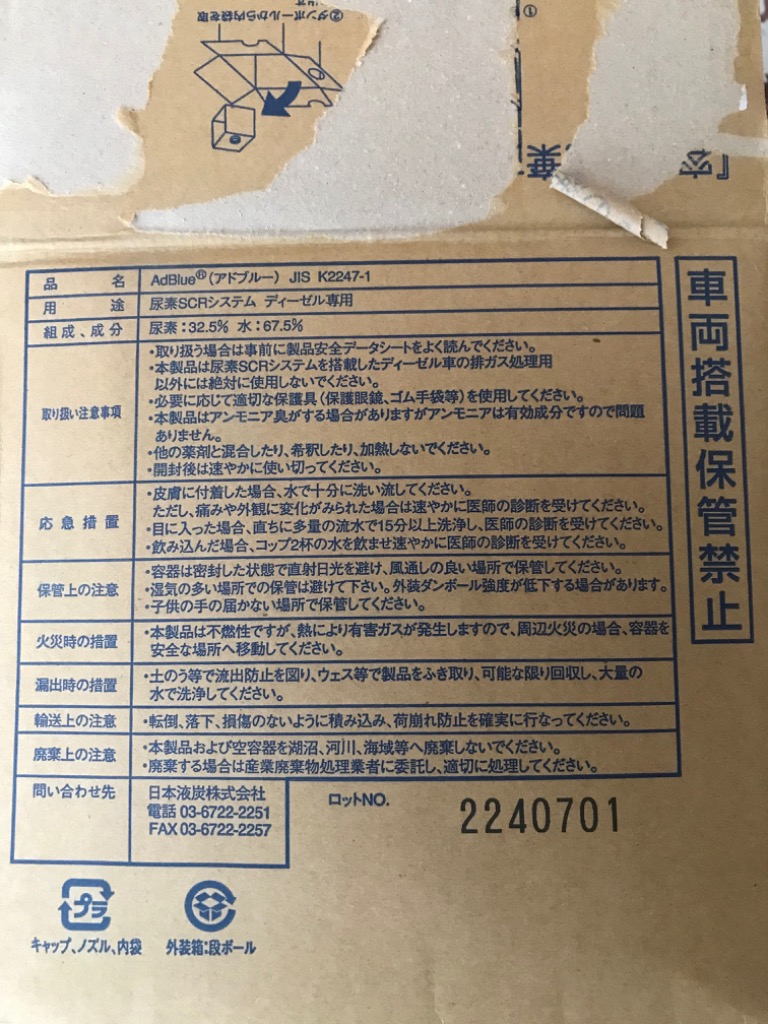 ②ダンボールから内袋を取
①
棄
『容
車両搭載保管禁止
品名 AdBlue®(アドブルー) JIS K2247-1
用途 尿素SCRシステム ディーゼル専用
組成、成分 尿素:32.5% 水:67.5%
取り扱い注意事項
・取り扱う場合は事前に製品安全データシートをよく読んでください。
・本製品は尿素SCRシステムを搭載したディーゼル車の排ガス処理用
以外には絶対に使用しないでください。
・必要に応じて適切な保護具(保護眼鏡、ゴム手袋等)を使用してください。
・本製品はアンモニア臭がする場合がありますがアンモニアは有効成分ですので問題
ありません。
・他の薬剤と混合したり、希釈したり、加熱しないでください。
・開封後は速やかに使い切ってください。
応急措置
・皮膚に付着した場合、水で十分に洗い流してください。
ただし、痛みや外観に変化がみられた場合は速やかに医師の診断を受けてください。
・目に入った場合、直ちに多量の流水で15分以上洗浄し、医師の診断を受けてください。
・飲み込んだ場合、コップ2杯の水を飲ませ速やかに医師の診断を受けてください。
保管上の注意
・容器は密封した状態で直射日光を避け、風通しの良い場所で保管してください。
・湿気の多い場所での保管は避けて下さい。外装ダンボール強度が低下する場合があります。
・子供の手の届かない場所で保管してください。
火災時の措置
・本製品は不燃性ですが、熱により有害ガスが発生しますので、周辺火災の場合、容器を
安全な場所へ移動してください。
漏出時の措置
・土のう等で流出防止を図り、ウェス等で製品をふき取り、可能な限り回収し、大量の
水で洗浄してください。
輸送上の注意 ・転倒、落下、損傷のないように積み込み、荷崩れ防止を確実に行なってください。
廃棄上の注意
・本製品および空容器を湖沼、河川、海域等へ廃棄しないでください。
・廃棄する場合は産業廃棄物処理業者に委託し、適切に処理してください。
問い合わせ先 日本液炭株式会社
電話 03-6722-2251
FAX 03-6722-2257
ロットNO. 2240701
プラ
キャップ、ノズル、内袋 外装箱:段ボール